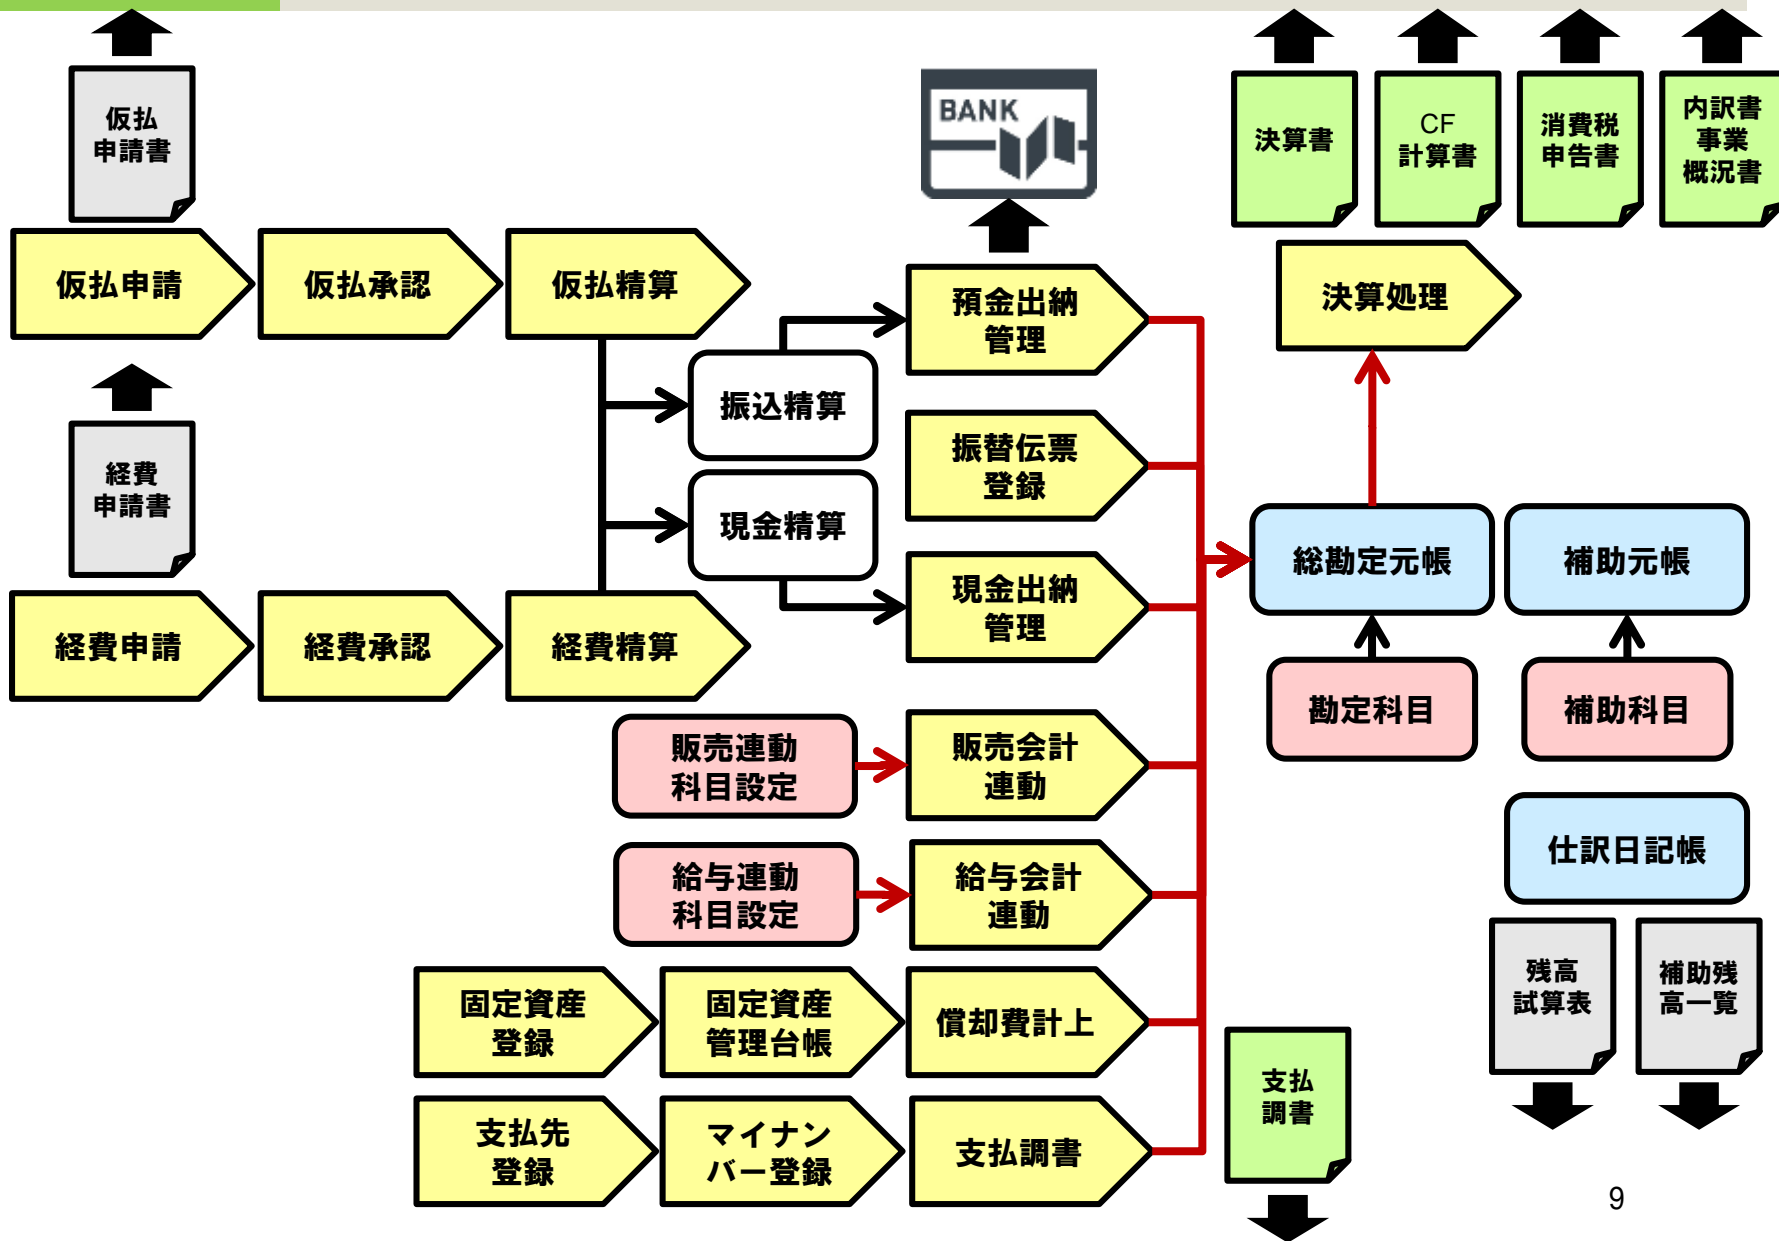 仮払
申請書
BANK
決算書
CF
計算書
消費税
申告書
内訳書
事業
概況書
仮払申請
仮払承認
仮払精算
預金出納
管理
決算処理
振込精算
経費
申請書
振替伝票
登録
現金精算
総勘定元帳
補助元帳
経費申請
経費承認
経費精算
現金出納
管理
勘定科目
補助科目
販売連動
科目設定
販売会計
連動
仕訳日記帳
給与連動
科目設定
給与会計
連動
残高
試算表
補助残
高一覧
固定資産
登録
固定資産
管理台帳
償却費計上
支払
調書
支払先
登録
マイナン
バー登録
支払調書
9